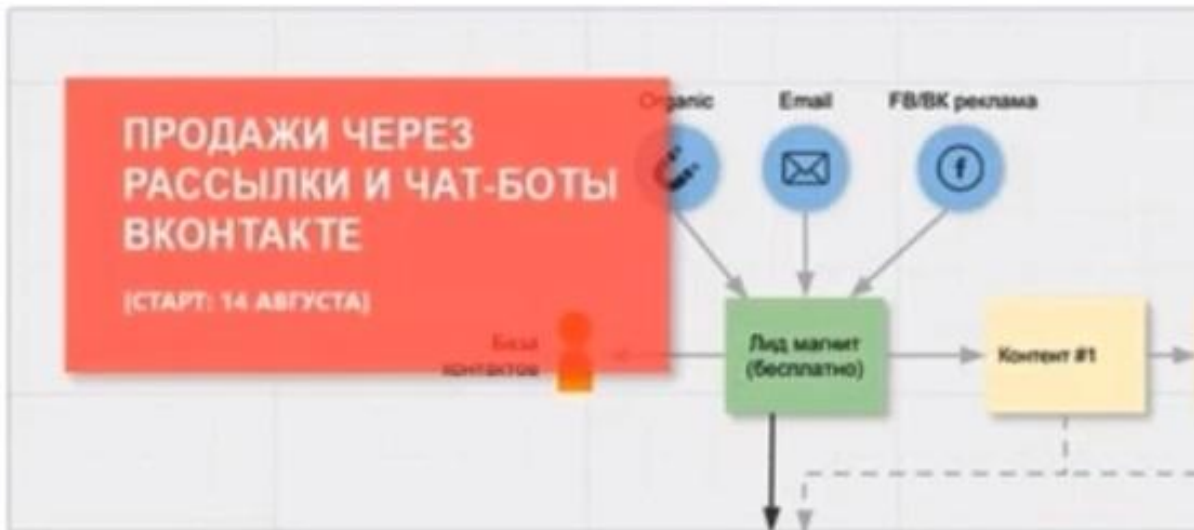 ПРОДАЖИ ЧЕРЕЗ
РАССЫЛКИ И ЧАТ-БОТЫ
ВКОНТАКТЕ
[СТАРТ: 14 АВГУСТА]
Organic
Email
FB/ВК реклама
База
контактов
Лид магнит
(бесплатно)
Контент #1